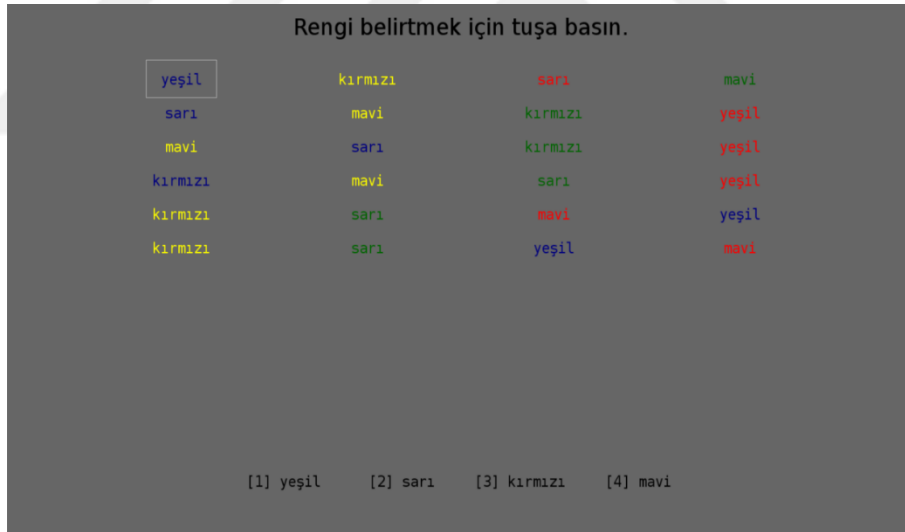 Rengi belirtmek için tuşa basın.
yeşil kırmızı sarı mavi
sarı mavi kırmızı yeşil
mavi sarı kırmızı yeşil
kırmızı mavi sarı yeşil
kırmızı sarı mavi yeşil
kırmızı sarı yeşil mavi
[1] yeşil [2] sarı [3] kırmızı [4] mavi